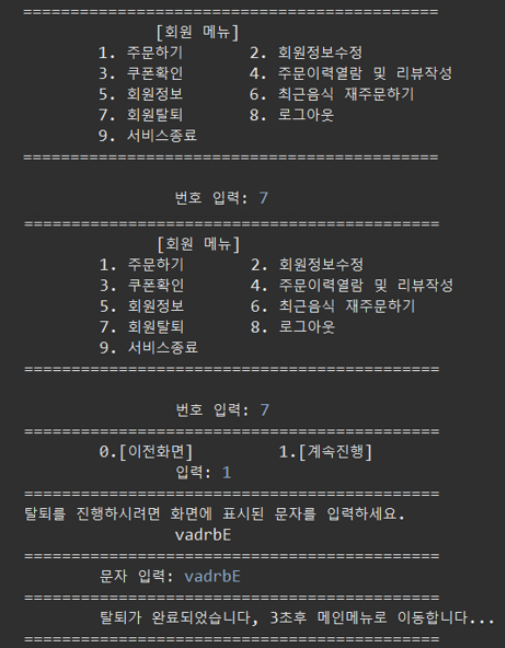 ============================================
[회원 메뉴]
1. 주문하기 2. 회원정보수정
3. 쿠폰확인 4. 주문이력열람 및 리뷰작성
5. 회원정보 6. 최근음식 재주문하기
7. 회원탈퇴 8. 로그아웃
9. 서비스종료
============================================
번호 입력: 7
============================================
[회원 메뉴]
1. 주문하기 2. 회원정보수정
3. 쿠폰확인 4. 주문이력열람 및 리뷰작성
5. 회원정보 6. 최근음식 재주문하기
7. 회원탈퇴 8. 로그아웃
9. 서비스종료
============================================
번호 입력: 7
============================================
0.[이전화면] 1.[계속진행]
입력: 1
============================================
탈퇴를 진행하시려면 화면에 표시된 문자를 입력하세요.
vadrbE
============================================
문자 입력: vadrbE
============================================
탈퇴가 완료되었습니다, 3초후 메인메뉴로 이동합니다...
============================================